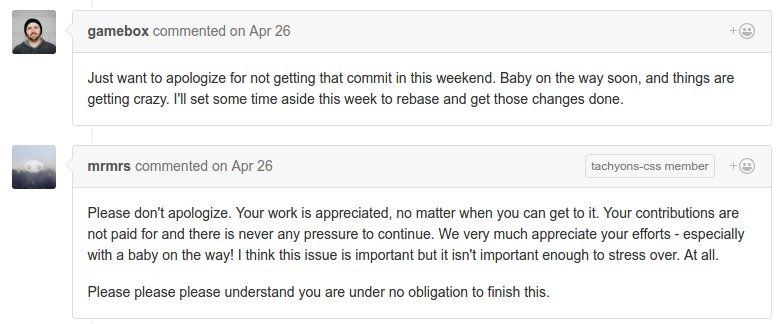 gamebox commented on Apr 26
Just want to apologize for not getting that commit in this weekend. Baby on the way soon, and things are
getting crazy. I'll set some time aside this week to rebase and get those changes done.
mrmrs commented on Apr 26 tachyons-css member
Please don't apologize. Your work is appreciated, no matter when you can get to it. Your contributions are
not paid for and there is never any pressure to continue. We very much appreciate your efforts - especially
with a baby on the way! I think this issue is important but it isn't important enough to stress over. At all.
Please please please understand you are under no obligation to finish this.